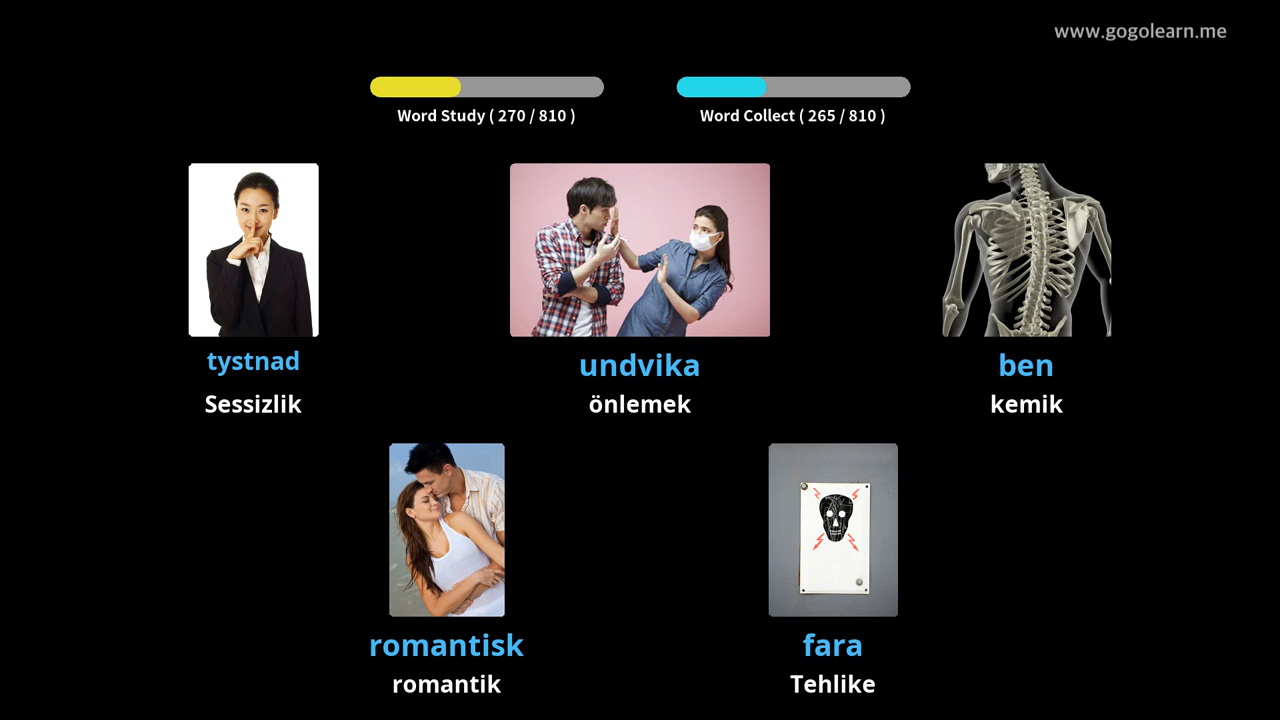 www.gogolearn.me
Word Study ( 270 / 810 )
Word Collect ( 265 / 810 )
tystnad
undvika
ben
Sessizlik
önlemek
kemik
romantisk
fara
romantik
Tehlike